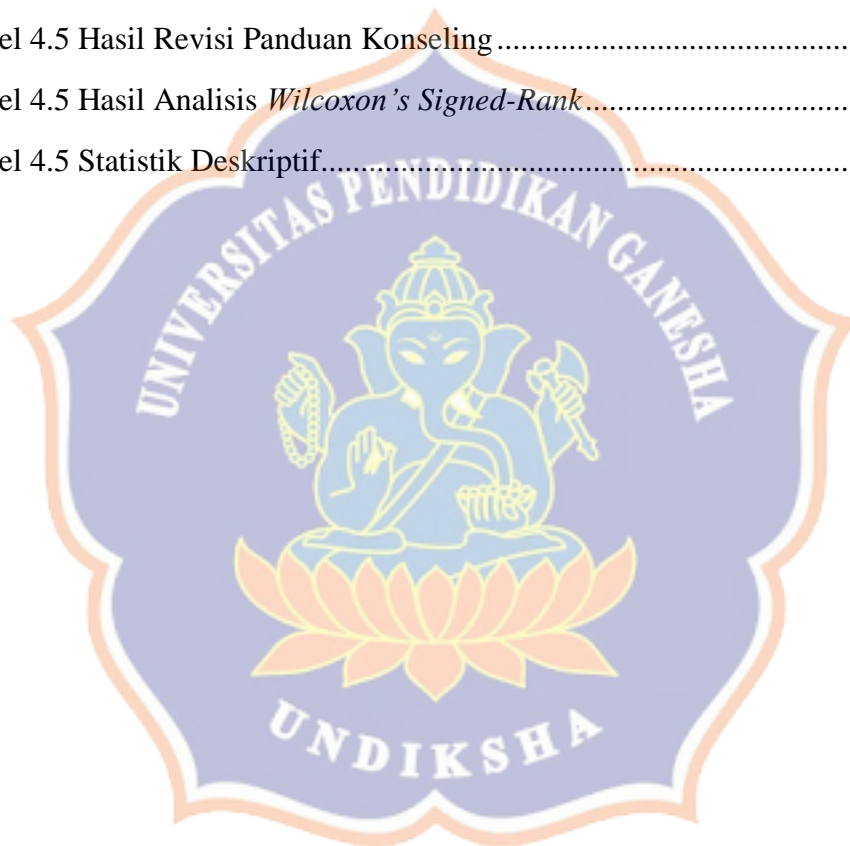 el 4.5 Hasil Revisi Panduan Konseling ............................................
el 4.5 Hasil Analisis Wilcoxon’s Signed-Rank .................................
el 4.5 Statistik Deskriptif..................................................................
UNIVERSITAS PENDIDIKAN GANESHA
UNDIKSHA